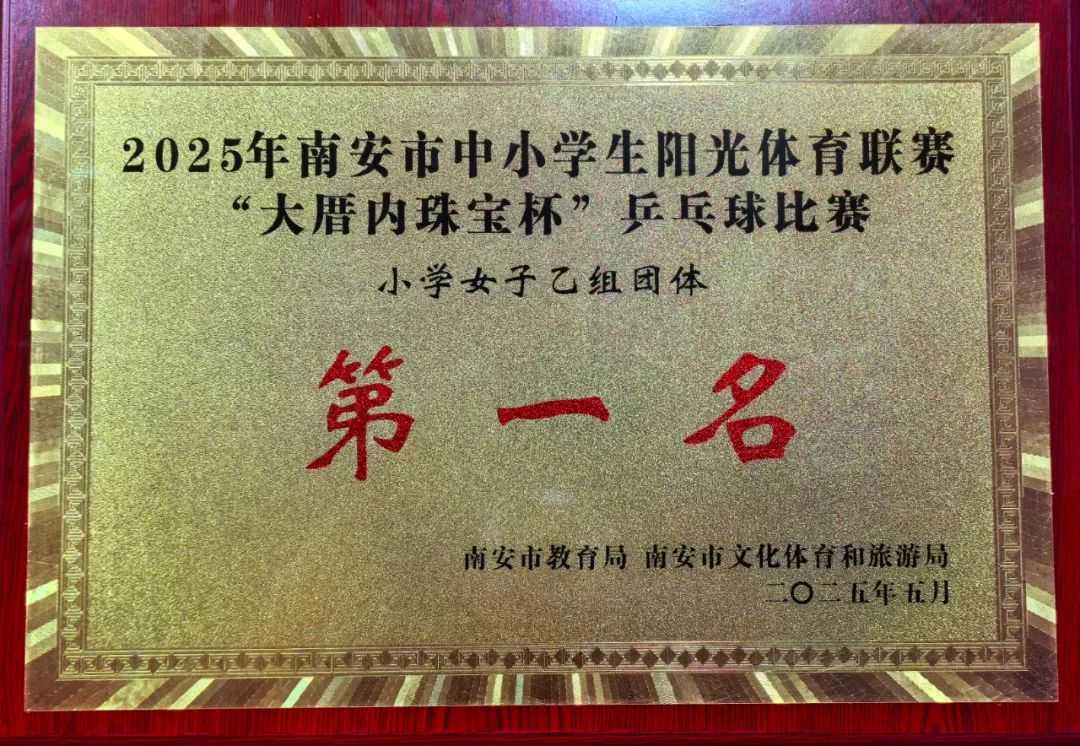 2025年南安市中小学生阳光体育联赛
“大厝内珠宝杯”乒乓球比赛
小学女子乙组团体
第一名
南安市教育局 南安市文化体育和旅游局
二〇二五年五月